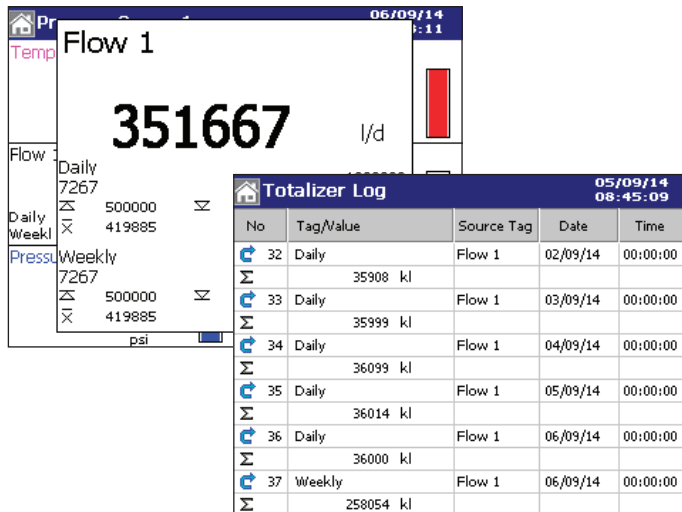 Pr
06/09/14
:11
Temp
Flow 1
351667 l/d
Flow
Daily
7267
500000
419885
Daily
Weekl
Pressu
Weekly
7267
500000
419885
psi
Totalizer Log
05/09/14
08:45:09
No Tag/Value Source Tag Date Time
32 Daily Flow 1 02/09/14 00:00:00
Σ 35908 kl
33 Daily Flow 1 03/09/14 00:00:00
Σ 35999 kl
34 Daily Flow 1 04/09/14 00:00:00
Σ 36099 kl
35 Daily Flow 1 05/09/14 00:00:00
Σ 36014 kl
36 Daily Flow 1 06/09/14 00:00:00
Σ 36000 kl
37 Weekly Flow 1 06/09/14 00:00:00
Σ 258054 kl